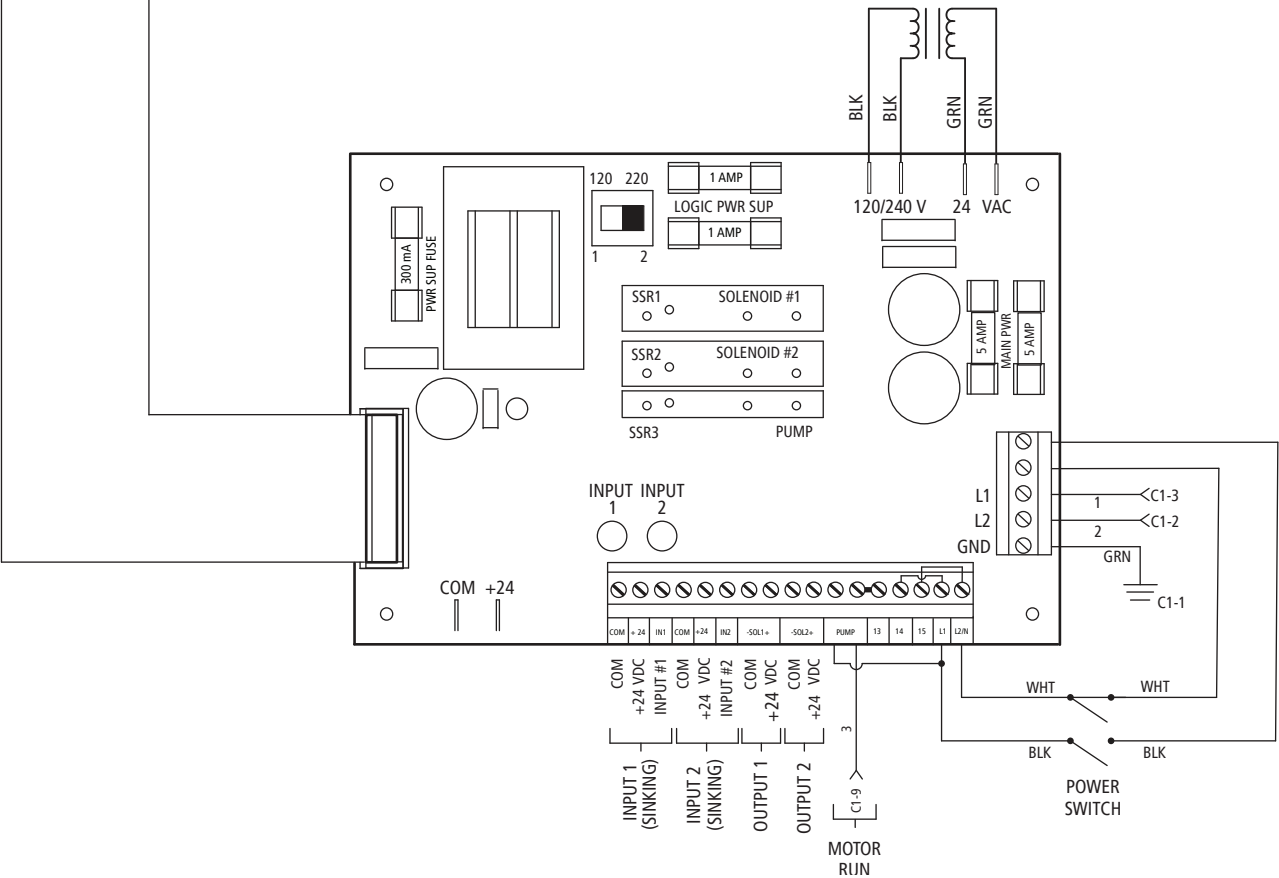 BLK
BLK
GRN
GRN
120/240 V
24
VAC
120 220
1 2
1 AMP
LOGIC PWR SUP
1 AMP
300 mA
PWR SUP FUSE
SSR1
SOLENOID #1
SSR2
SOLENOID #2
SSR3
PUMP
5 AMP
MAIN PWR
5 AMP
INPUT 1
INPUT 2
L1
L2
GND
1
C1-3
2
C1-2
GRN
C1-1
COM +24
COM
+ 24
IN1
COM
+24
IN2
-SOL1+
-SOL2+
PUMP
13
14
15
L1
L2/N
COM
+24 VDC
INPUT #1
COM
+24 VDC
INPUT #2
COM
+24 VDC
COM
+24 VDC
INPUT 1
(SINKING)
INPUT 2
(SINKING)
OUTPUT 1
OUTPUT 2
3
C1-9
MOTOR
RUN
WHT
WHT
BLK
BLK
POWER
SWITCH